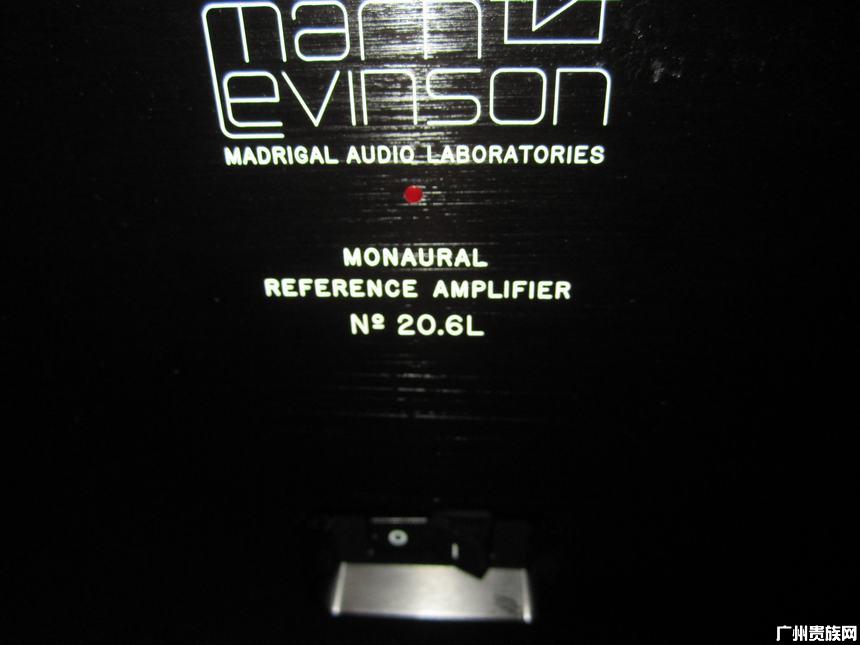 mark
Levinson
MADRIGAL AUDIO LABORATORIES
MONAURAL
REFERENCE AMPLIFIER
Nº 20.6L
广州贵族网